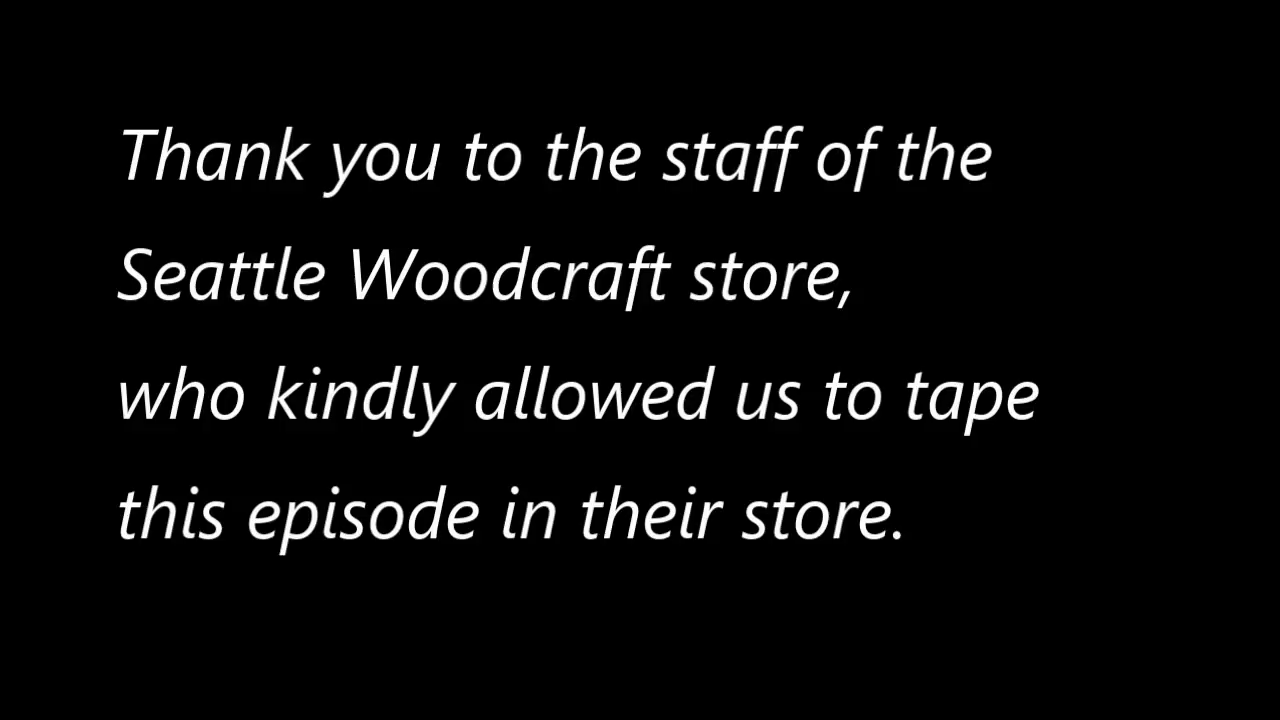 Thank you to the staff of the
Seattle Woodcraft store,
who kindly allowed us to tape
this episode in their store.